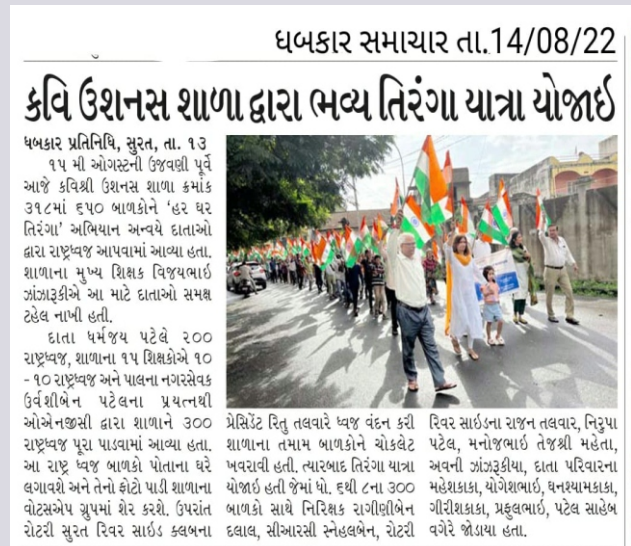 ધબકાર સમાચાર તા.14/08/22
કવિ ઉશનસ શાળા દ્વારા ભવ્ય તિરંગા યાત્રા યોજાઇ
ધબકાર પ્રતિનિધિ, સુરત, તા. ૧૩
૧૫ મી ઓગસ્ટની ઉજવણી પૂર્વે
આજે કવિશ્રી ઉશનસ શાળા ક્રમાંક
૩૧૮માં ૬૫૦ બાળકોને ‘હર ઘર
તિરંગા’ અભિયાન અન્વયે દાતાઓ
દ્વારા રાષ્ટ્રધ્વજ આપવામાં આવ્યા હતા.
શાળાના મુખ્ય શિક્ષક વિજયભાઇ
ઝાંઝારૂકીએ આ માટે દાતાઓ સમક્ષ
ટહેલ નાખી હતી.
દાતા ધર્મજય પટેલે ૨૦૦
રાષ્ટ્રધ્વજ, શાળાના ૧૫ શિક્ષકોએ ૧૦
- ૧૦ રાષ્ટ્રધ્વજ અને પાલના નગરસેવક
ઉર્વશીબેન પટેલના પ્રયત્નથી
ઓએનજીસી દ્વારા શાળાને ૩૦૦
રાષ્ટ્રધ્વજ પૂરા પાડવામાં આવ્યા હતા.
આ રાષ્ટ્ર ધ્વજ બાળકો પોતાના ઘરે
લગાવશે અને તેનો ફોટો પાડી શાળાના
વોટસએપ ગ્રુપમાં શેર કરશે. ઉપરાંત
રોટરી સુરત રિવર સાઇડ ક્લબના
પ્રેસિડેંટ રિતુ તલવારે ધ્વજ વંદન કરી
શાળાના તમામ બાળકોને ચોકલેટ
ખવરાવી હતી. ત્યારબાદ તિરંગા યાત્રા
યોજાઇ હતી જેમાં ધો. ૬થી ૮ના ૩૦૦
બાળકો સાથે નિરિક્ષક રાગીણીબેન
દલાલ, સીઆરસી સ્નેહલબેન, રોટરી
રિવર સાઇડના રાજન તલવાર, નિરુપા
પટેલ, મનોજભાઇ તેજશ્રી મહેતા,
અવની ઝાંઝરૂકીયા, દાતા પરિવારના
મહેશકાકા, યોગેશભાઇ, ઘનશ્યામકાકા,
ગીરીશકાકા, પ્રફુલભાઇ, પટેલ સાહેબ
વગેરે જોડાયા હતા.